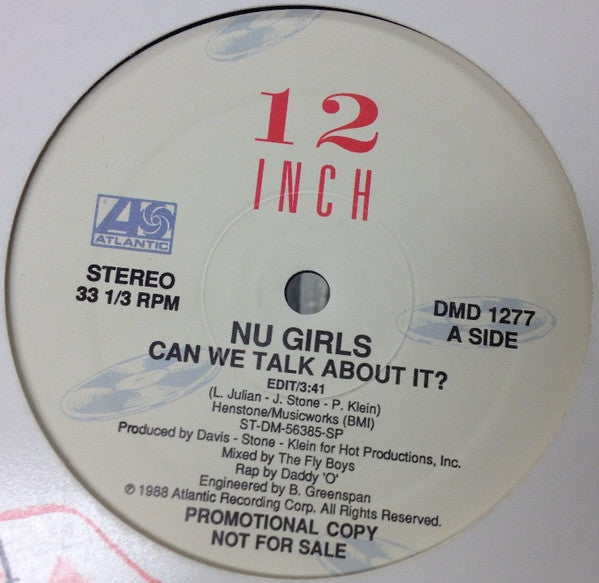 12
INCH
ATLANTIC
STEREO
33 1/3 RPM
DMD 1277
A SIDE
NU GIRLS
CAN WE TALK ABOUT IT?
EDIT/3:41
(L. Julian - J. Stone - P. Klein)
Henstone/Musicworks (BMI)
ST-DM-56385-SP
Produced by Davis - Stone - Klein for Hot Productions, Inc.
Mixed by The Fly Boys
Rap by Daddy 'O'
Engineered by B. Greenspan
℗ 1988 Atlantic Recording Corp. All Rights Reserved.
PROMOTIONAL COPY
NOT FOR SALE